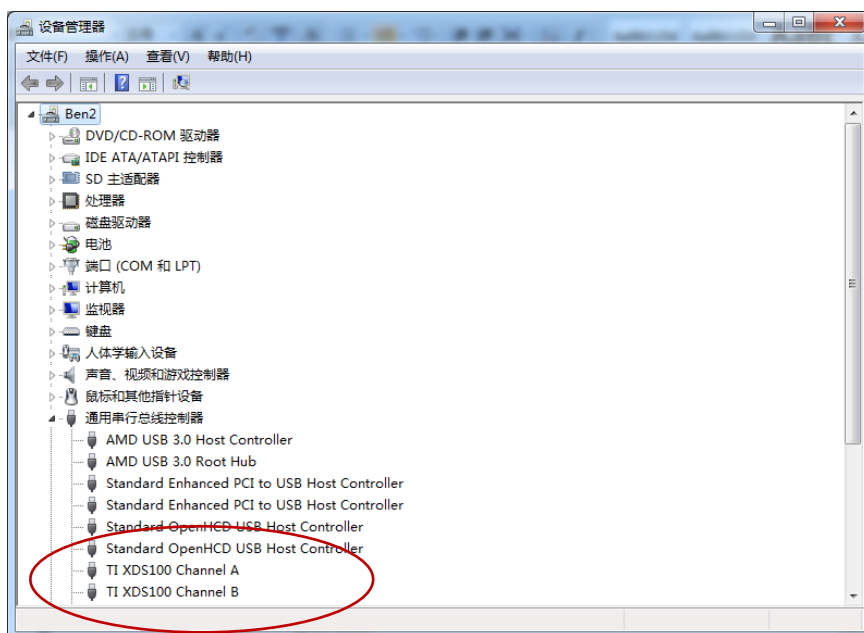 设备管理器
文件(F) 操作(A) 查看(V) 帮助(H)
Ben2
DVD/CD-ROM 驱动器
IDE ATA/ATAPI 控制器
SD 主适配器
处理器
磁盘驱动器
电池
端口 (COM 和 LPT)
计算机
监视器
键盘
人体学输入设备
声音、视频和游戏控制器
鼠标和其他指针设备
通用串行总线控制器
AMD USB 3.0 Host Controller
AMD USB 3.0 Root Hub
Standard Enhanced PCI to USB Host Controller
Standard Enhanced PCI to USB Host Controller
Standard OpenHCD USB Host Controller
Standard OpenHCD USB Host Controller
TI XDS100 Channel A
TI XDS100 Channel B